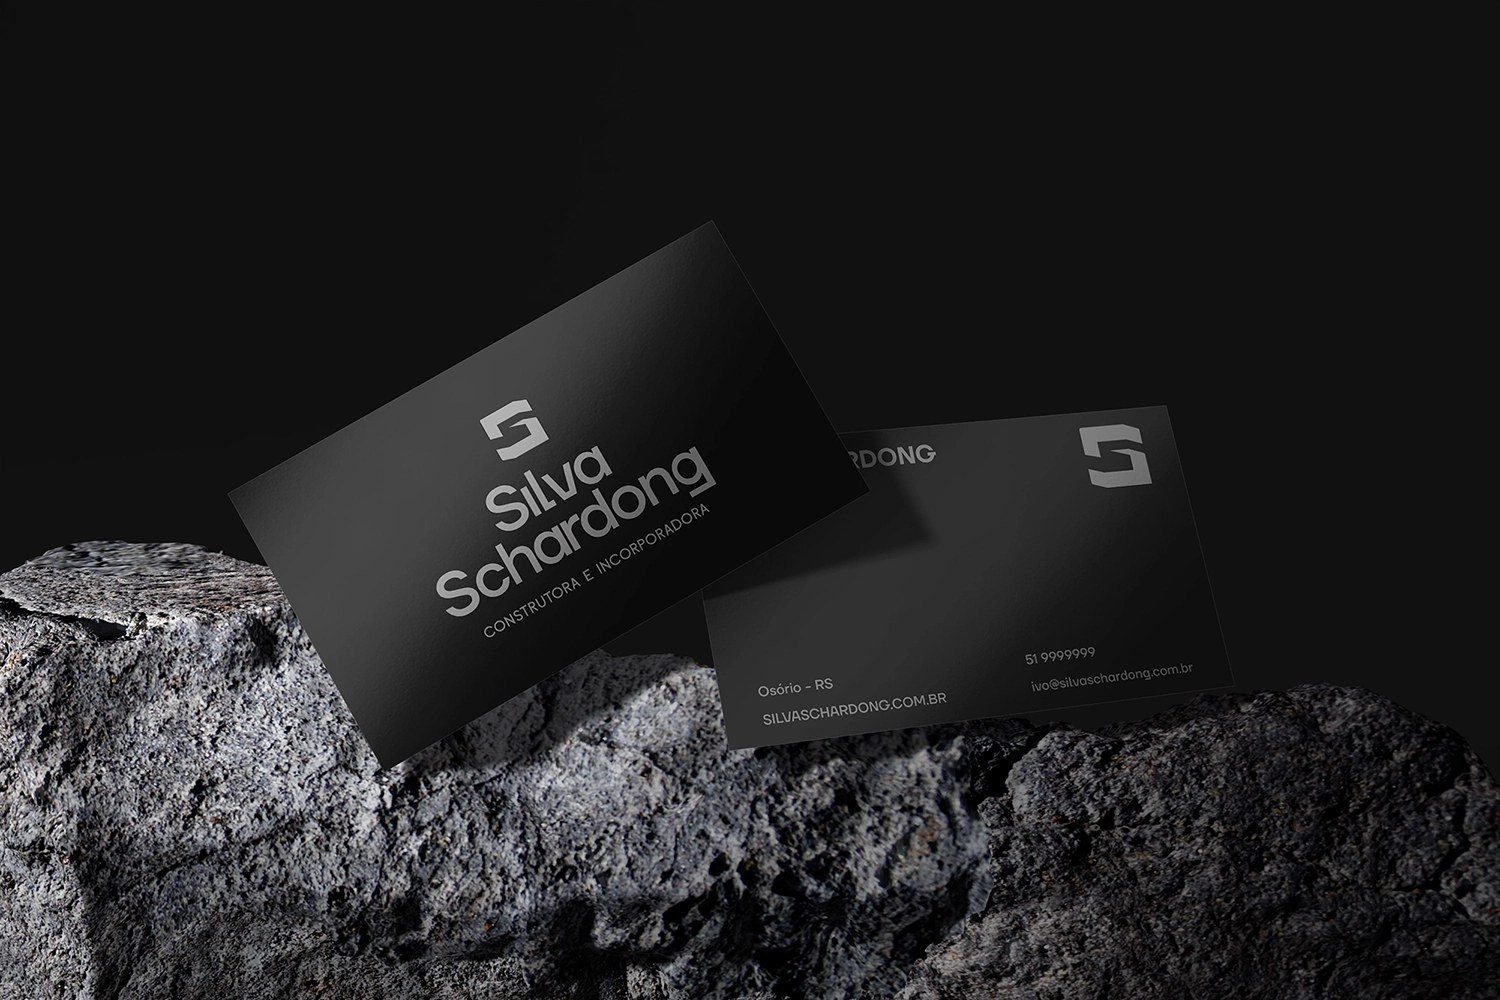 Silva
Schardong
CONSTRUTORA E INCORPORADORA
RDONG
51 9999999
Osório - RS
ivo@silvaschardong.com.br
SILVASCHARDONG.COM.BR